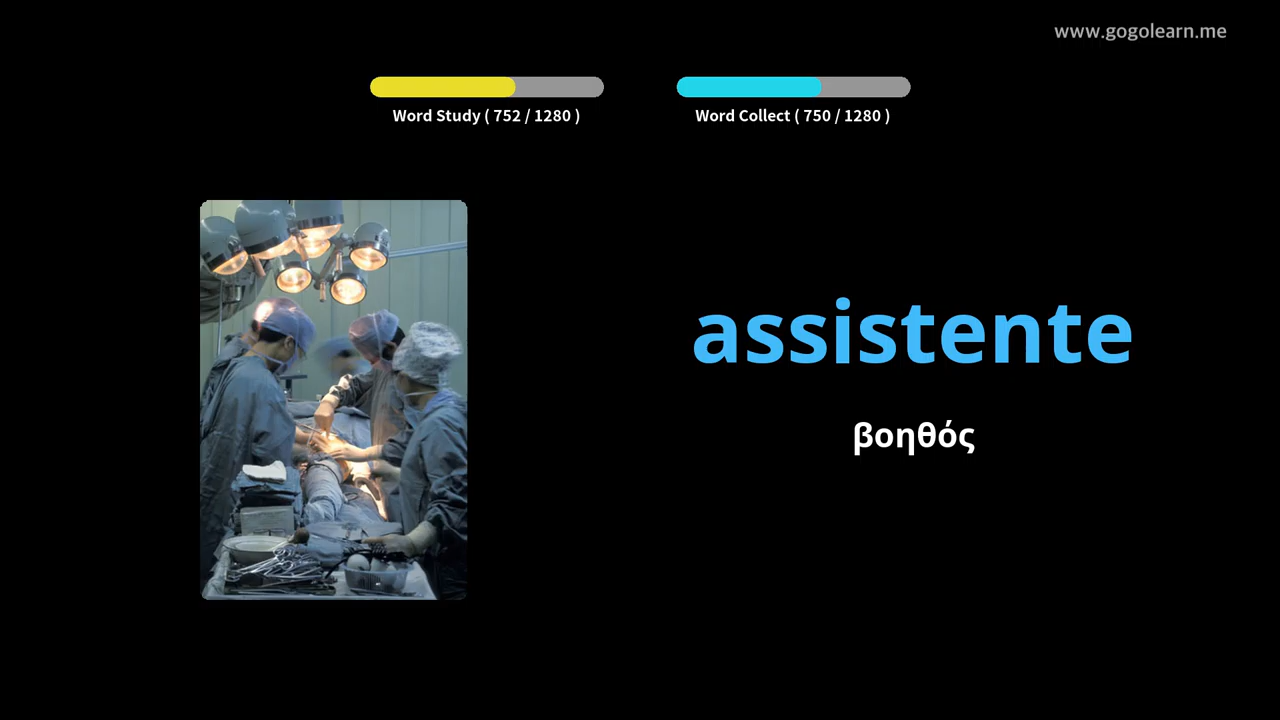 www.gogolearn.me
Word Study ( 752 / 1280 )
Word Collect ( 750 / 1280 )
assistente
βοηθός